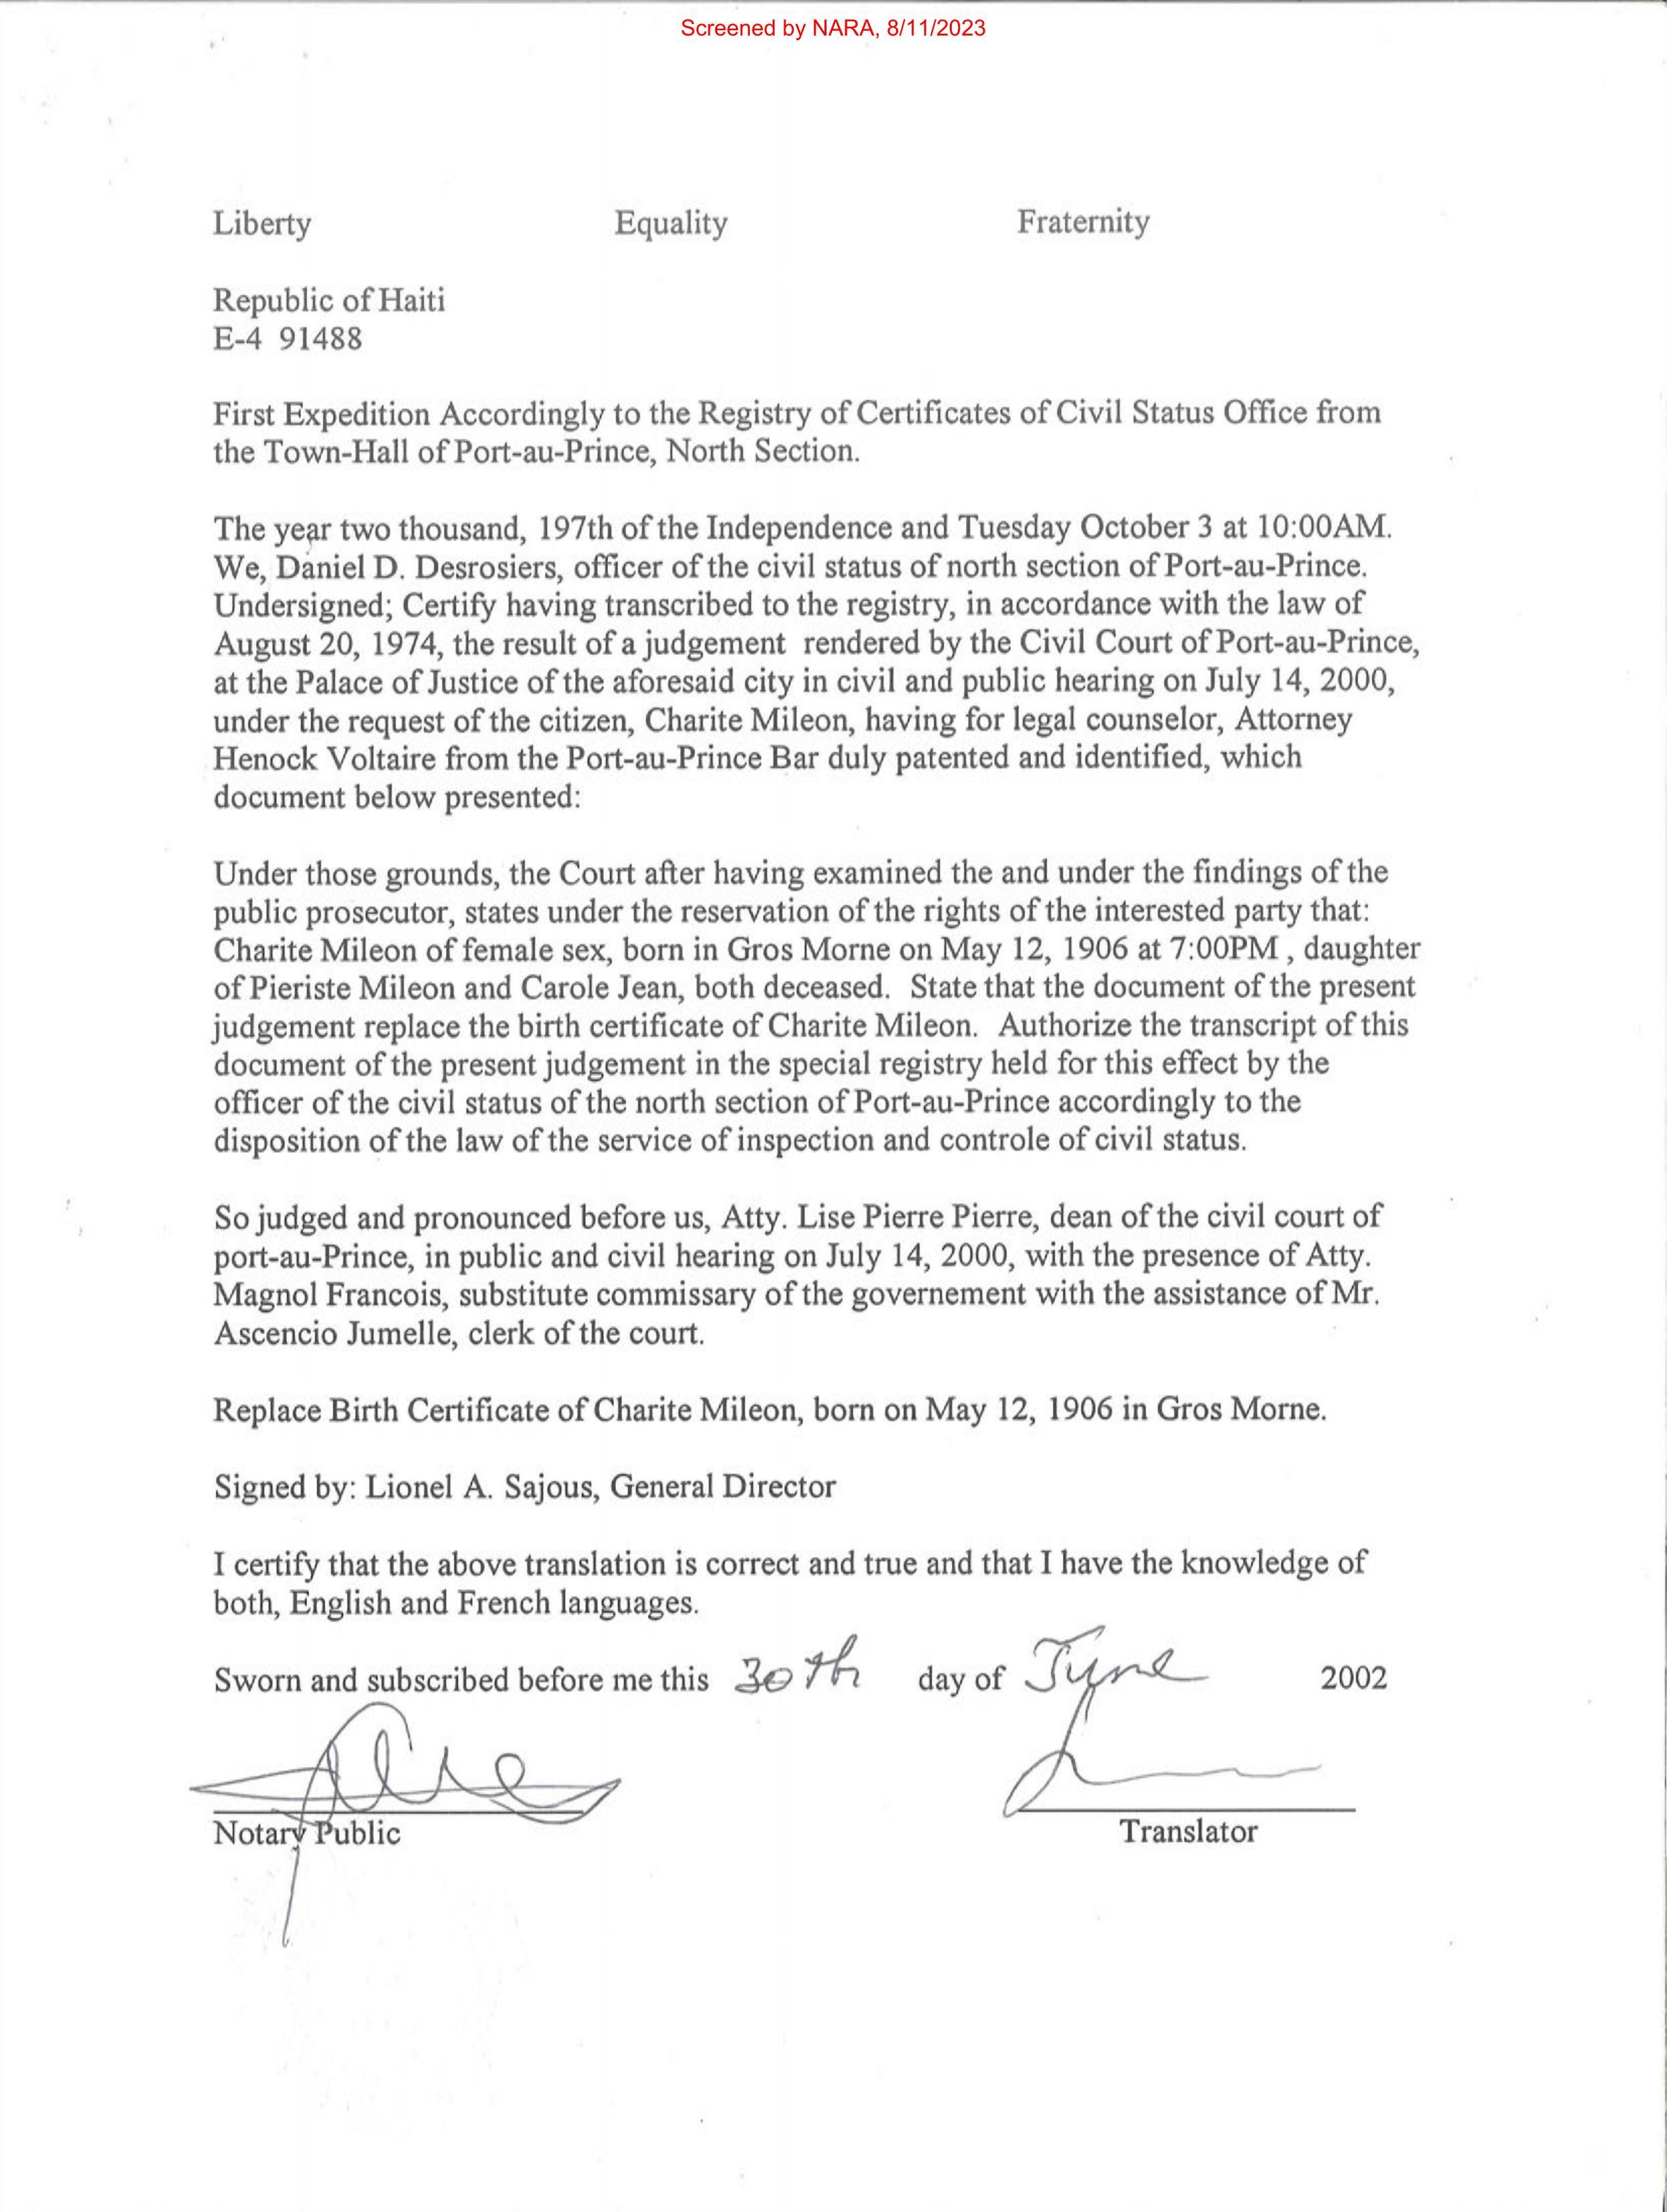 Screened by NARA, 8/11/2023
Liberty Equality Fraternity
Republic of Haiti
E-4 91488
First Expedition Accordingly to the Registry of Certificates of Civil Status Office from
the Town-Hall of Port-au-Prince, North Section.
The year two thousand, 197th of the Independence and Tuesday October 3 at 10:00AM.
We, Daniel D. Desrosiers, officer of the civil status of north section of Port-au-Prince.
Undersigned; Certify having transcribed to the registry, in accordance with the law of
August 20, 1974, the result of a judgement rendered by the Civil Court of Port-au-Prince,
at the Palace of Justice of the aforesaid city in civil and public hearing on July 14, 2000,
under the request of the citizen, Charite Mileon, having for legal counselor, Attorney
Henock Voltaire from the Port-au-Prince Bar duly patented and identified, which
document below presented:
Under those grounds, the Court after having examined the and under the findings of the
public prosecutor, states under the reservation of the rights of the interested party that:
Charite Mileon of female sex, born in Gros Morne on May 12, 1906 at 7:00PM , daughter
of Pieriste Mileon and Carole Jean, both deceased. State that the document of the present
judgement replace the birth certificate of Charite Mileon. Authorize the transcript of this
document of the present judgement in the special registry held for this effect by the
officer of the civil status of the north section of Port-au-Prince accordingly to the
disposition of the law of the service of inspection and controle of civil status.
So judged and pronounced before us, Atty. Lise Pierre Pierre, dean of the civil court of
port-au-Prince, in public and civil hearing on July 14, 2000, with the presence of Atty.
Magnol Francois, substitute commissary of the governement with the assistance of Mr.
Ascencio Jumelle, clerk of the court.
Replace Birth Certificate of Charite Mileon, born on May 12, 1906 in Gros Morne.
Signed by: Lionel A. Sajous, General Director
I certify that the above translation is correct and true and that I have the knowledge of
both, English and French languages.
Sworn and subscribed before me this 30th day of June 2002
Notary Public Translator